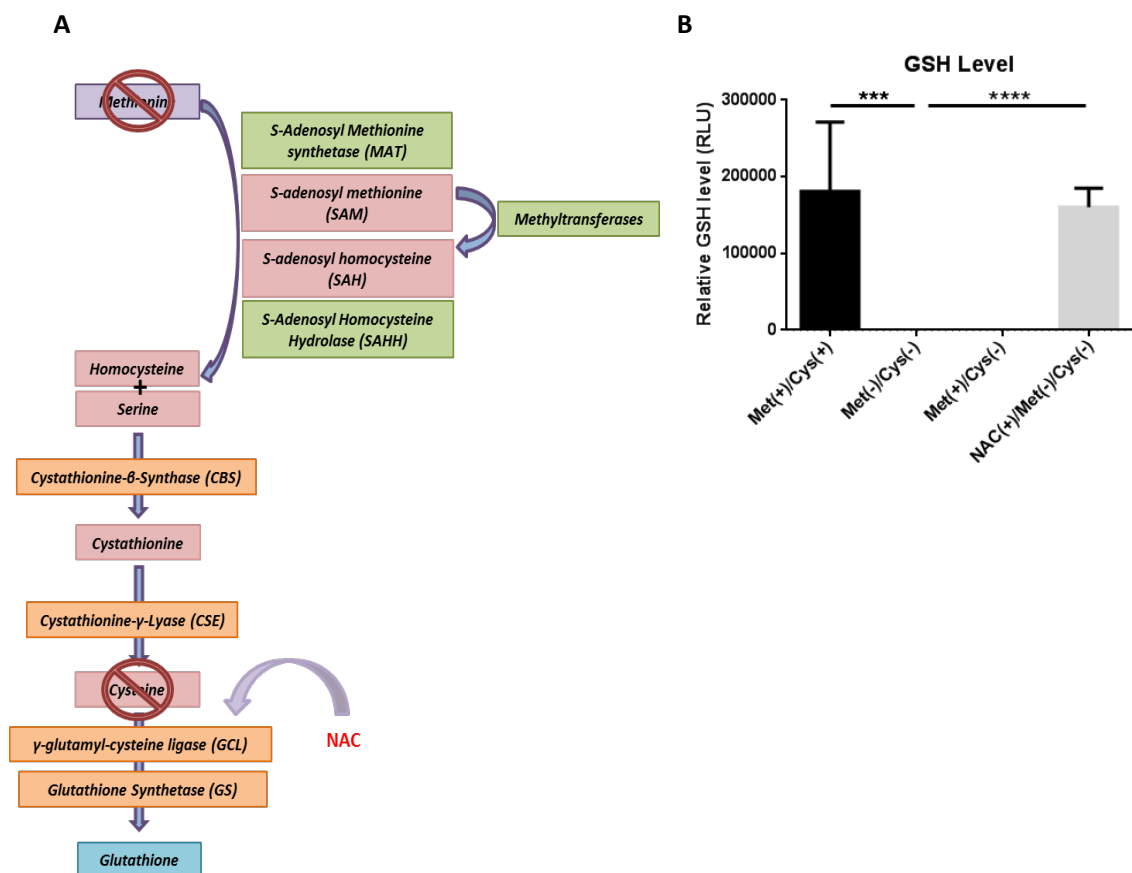 A
Methionine
S-Adenosyl Methionine
synthetase (MAT)
S-adenosyl methionine
(SAM)
Methyltransferases
S-adenosyl homocysteine
(SAH)
S-Adenosyl Homocysteine
Hydrolase (SAHH)
Homocysteine
+
Serine
Cystathionine-β-Synthase (CBS)
Cystathionine
Cystathionine-γ-Lyase (CSE)
Cysteine
NAC
γ-glutamyl-cysteine ligase (GCL)
Glutathione Synthetase (GS)
Glutathione
B
GSH Level
Relative GSH level (RLU)
300000
200000
100000
0
***
****
Met(+)/Cys(+)
Met(-)/Cys(-)
Met(+)/Cys(-)
NAC(+)/Met(-)/Cys(-)